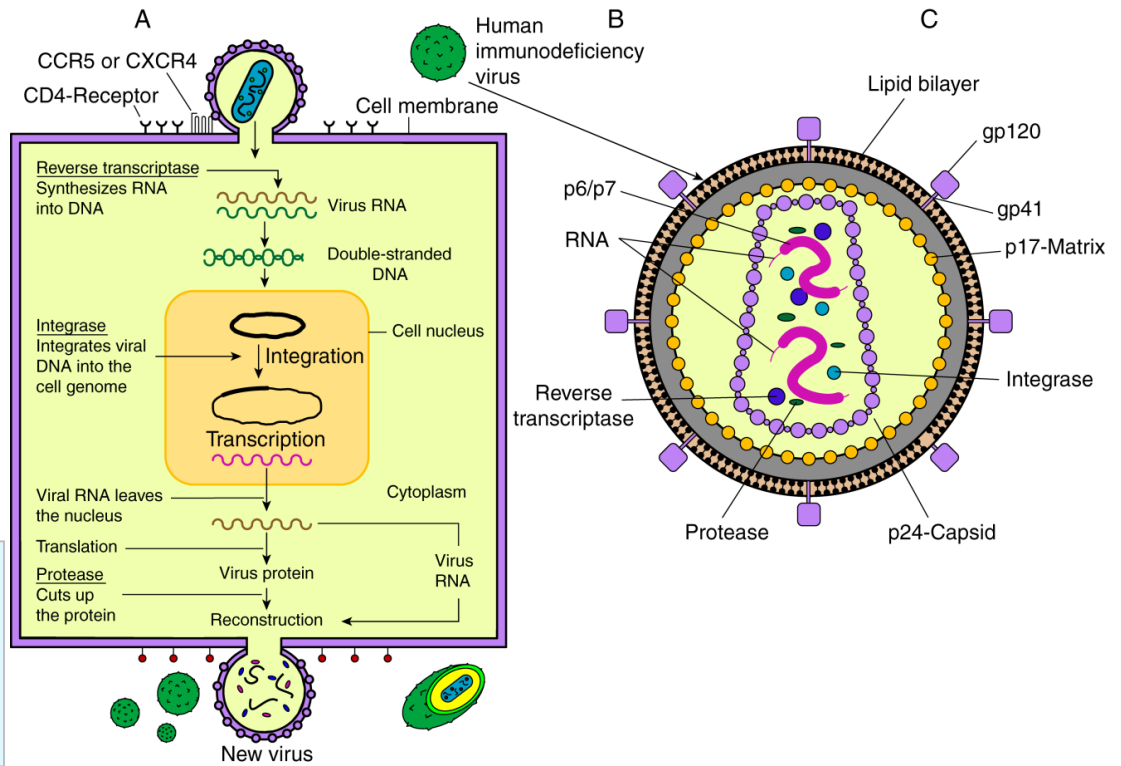 A
B
C
Human
immunodeficiency
virus
CCR5 or CXCR4
CD4-Receptor
Cell membrane
Reverse transcriptase
Synthesizes RNA
into DNA
Virus RNA
Double-stranded
DNA
Integrase
Integrates viral
DNA into the
cell genome
Cell nucleus
Integration
Transcription
Viral RNA leaves
the nucleus
Cytoplasm
Translation
Virus protein
Virus
RNA
Protease
Cuts up
the protein
Reconstruction
New virus
Lipid bilayer
gp120
p6/p7
gp41
RNA
p17-Matrix
Integrase
Reverse
transcriptase
Protease
p24-Capsid